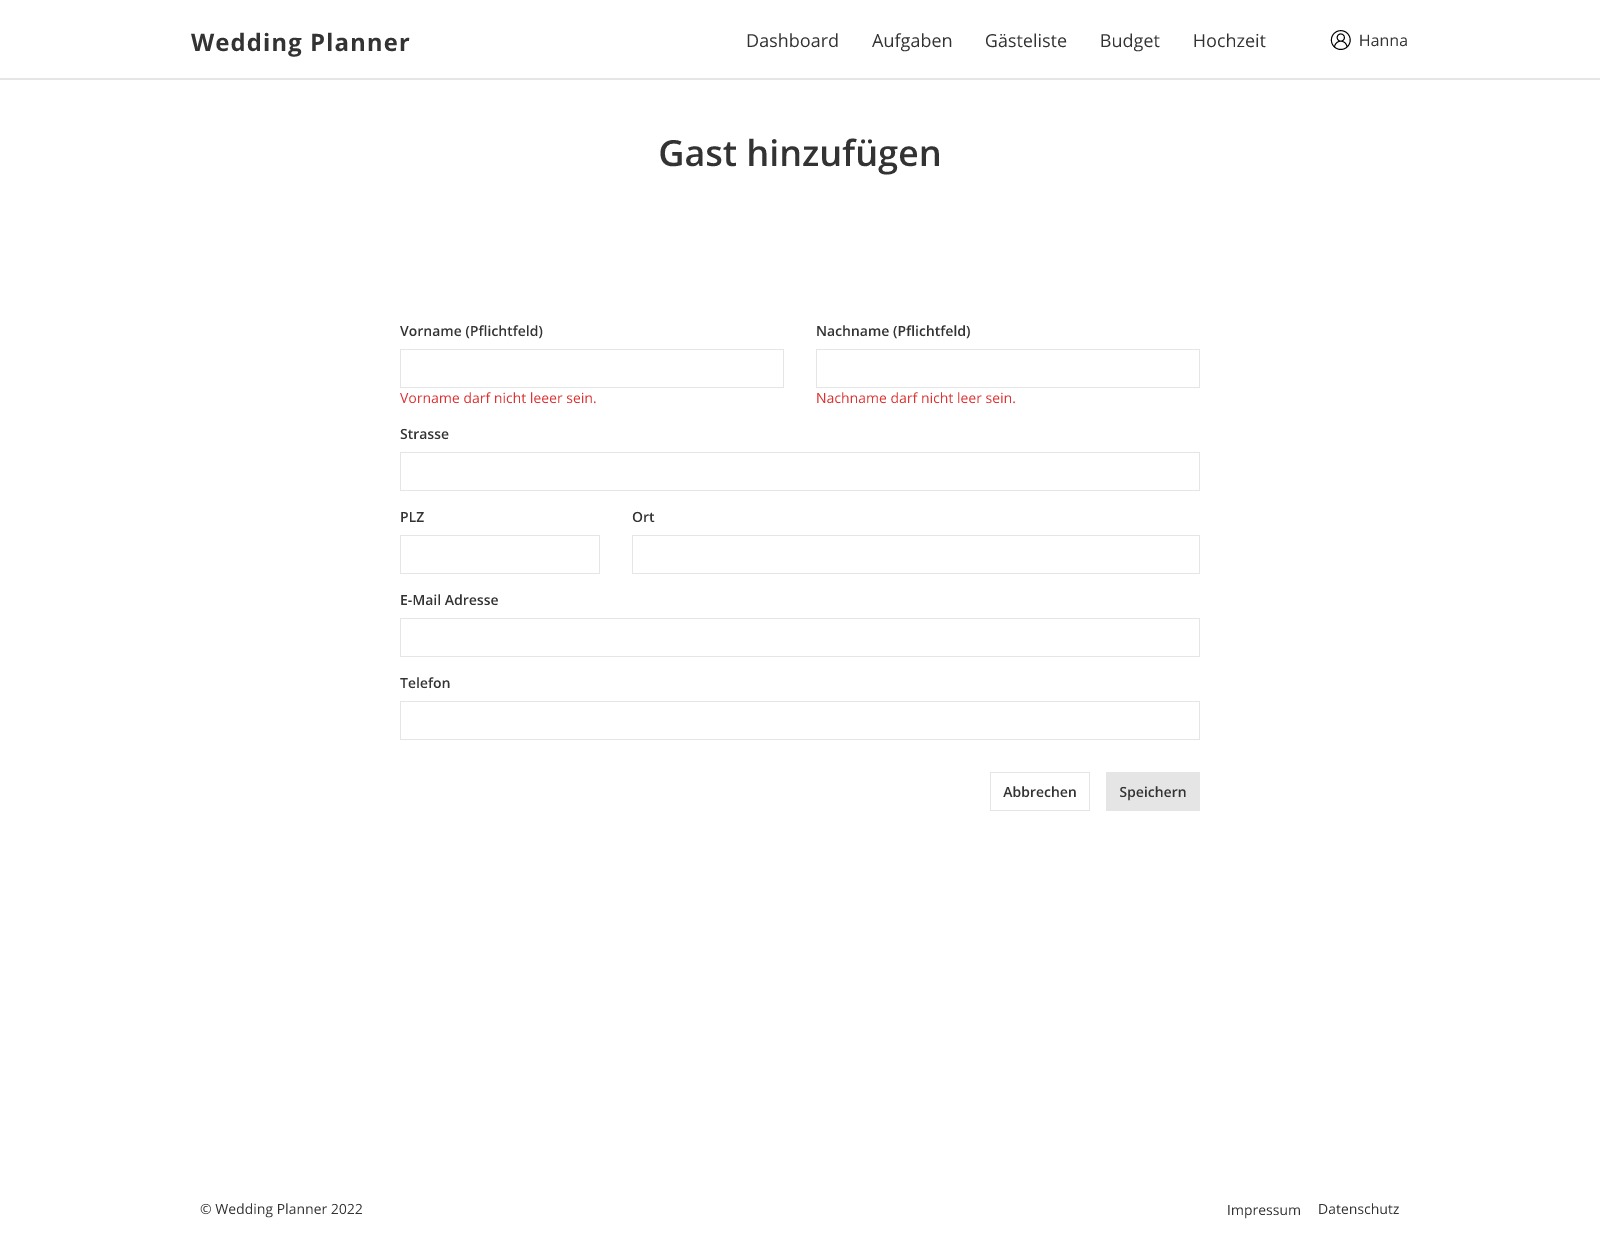 Wedding Planner Dashboard Aufgaben Gästeliste Budget Hochzeit Hanna
Gast hinzufügen
Vorname (Pflichtfeld) Nachname (Pflichtfeld)
Vorname darf nicht leeer sein. Nachname darf nicht leer sein.
Strasse
PLZ Ort
E-Mail Adresse
Telefon
Abbrechen Speichern
© Wedding Planner 2022 Impressum Datenschutz